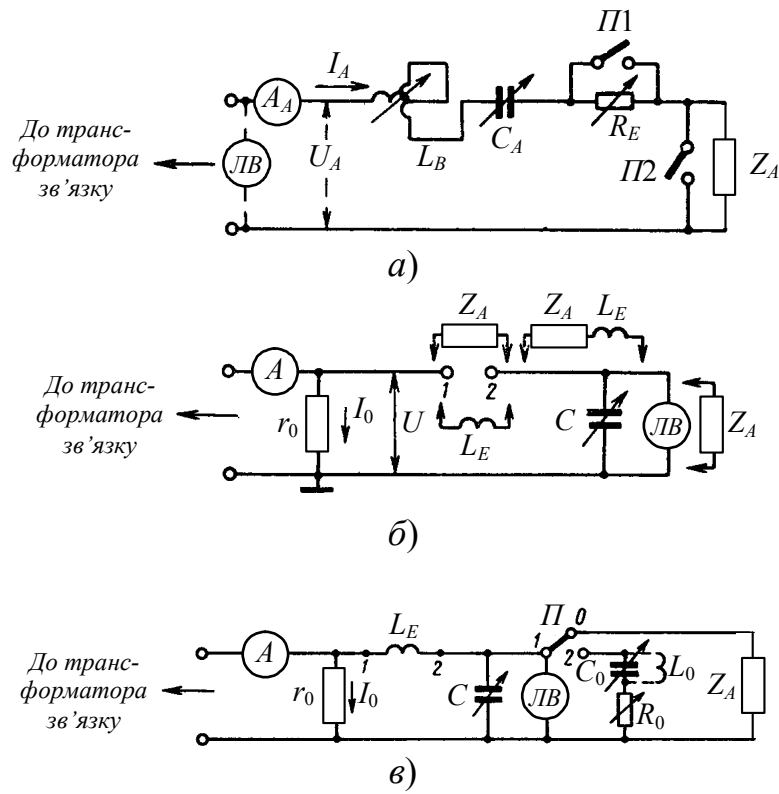 П1
I_A
A_A
До транс-
форматора
зв’язку
ЛВ
U_A
L_B
C_A
R_E
П2
Z_A
а)
Z_A
Z_A
L_E
A
1
2
До транс-
форматора
зв’язку
r_0
I_0
U
L_E
C
ЛВ
Z_A
б)
До транс-
форматора
зв’язку
A
L_E
1
2
r_0
I_0
C
П
0
1
2
ЛВ
C_0
L_0
R_0
Z_A
в)